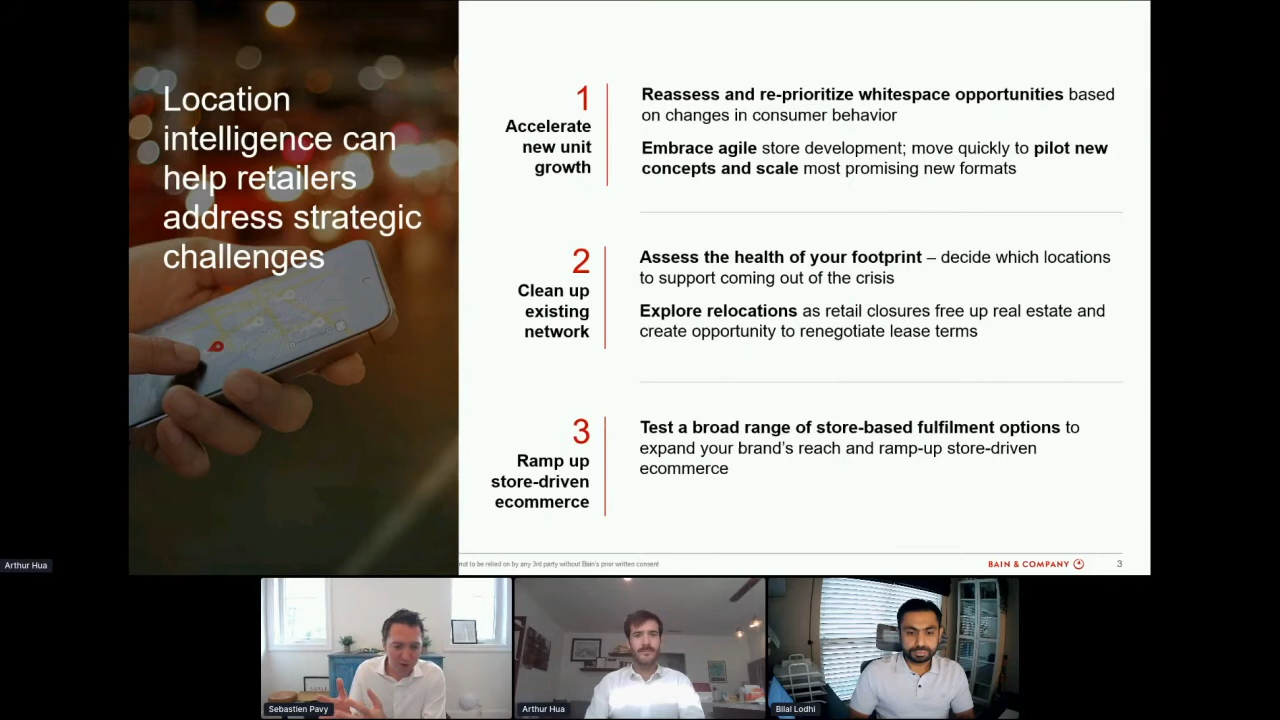 Location
intelligence can
help retailers
address strategic
challenges
1
Accelerate
new unit
growth
Reassess and re-prioritize whitespace opportunities based
on changes in consumer behavior
Embrace agile store development; move quickly to pilot new
concepts and scale most promising new formats
2
Clean up
existing
network
Assess the health of your footprint – decide which locations
to support coming out of the crisis
Explore relocations as retail closures free up real estate and
create opportunity to renegotiate lease terms
3
Ramp up
store-driven
ecommerce
Test a broad range of store-based fulfilment options to
expand your brand's reach and ramp-up store-driven
ecommerce
not to be relied on by any 3rd party without Bain's prior written consent
BAIN & COMPANY
3
Arthur Hua
Sebastien Pavy
Arthur Hua
Bilal Lodhi